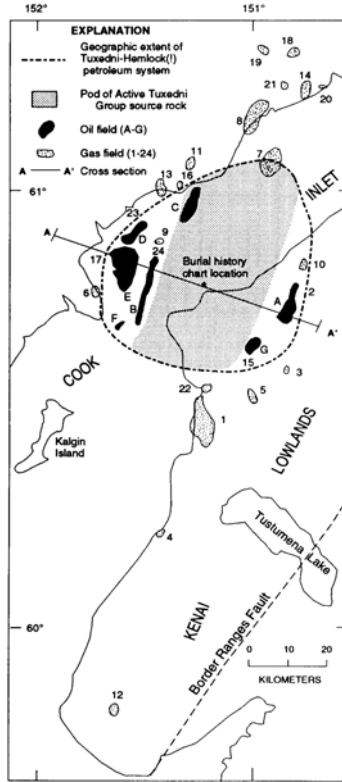 152°
151°
EXPLANATION
Geographic extent of
Tuxedni-Hemlock(!)
petroleum system
Pod of Active Tuxedni
Group source rock
Oil field (A-G)
Gas field (1-24)
A A' Cross section
18
19
21
14
20
8
7
11
13
16
61°
INLET
C
23
D
9
A
17
24
Burial history
chart location
10
6
E
B
2
A
F
G
A'
15
3
COOK
22
5
1
Kalgin
Island
LOWLANDS
Tustumena Lake
4
60°
KENAI
Border Ranges Fault
0 10 20
KILOMETERS
12